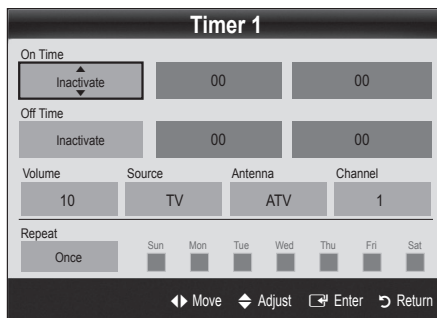 Timer 1
On Time
Inactivate 00 00
Off Time
Inactivate 00 00
Volume Source Antenna Channel
10 TV ATV 1
Repeat
Once Sun Mon Tue Wed Thu Fri Sat
Move Adjust Enter Return